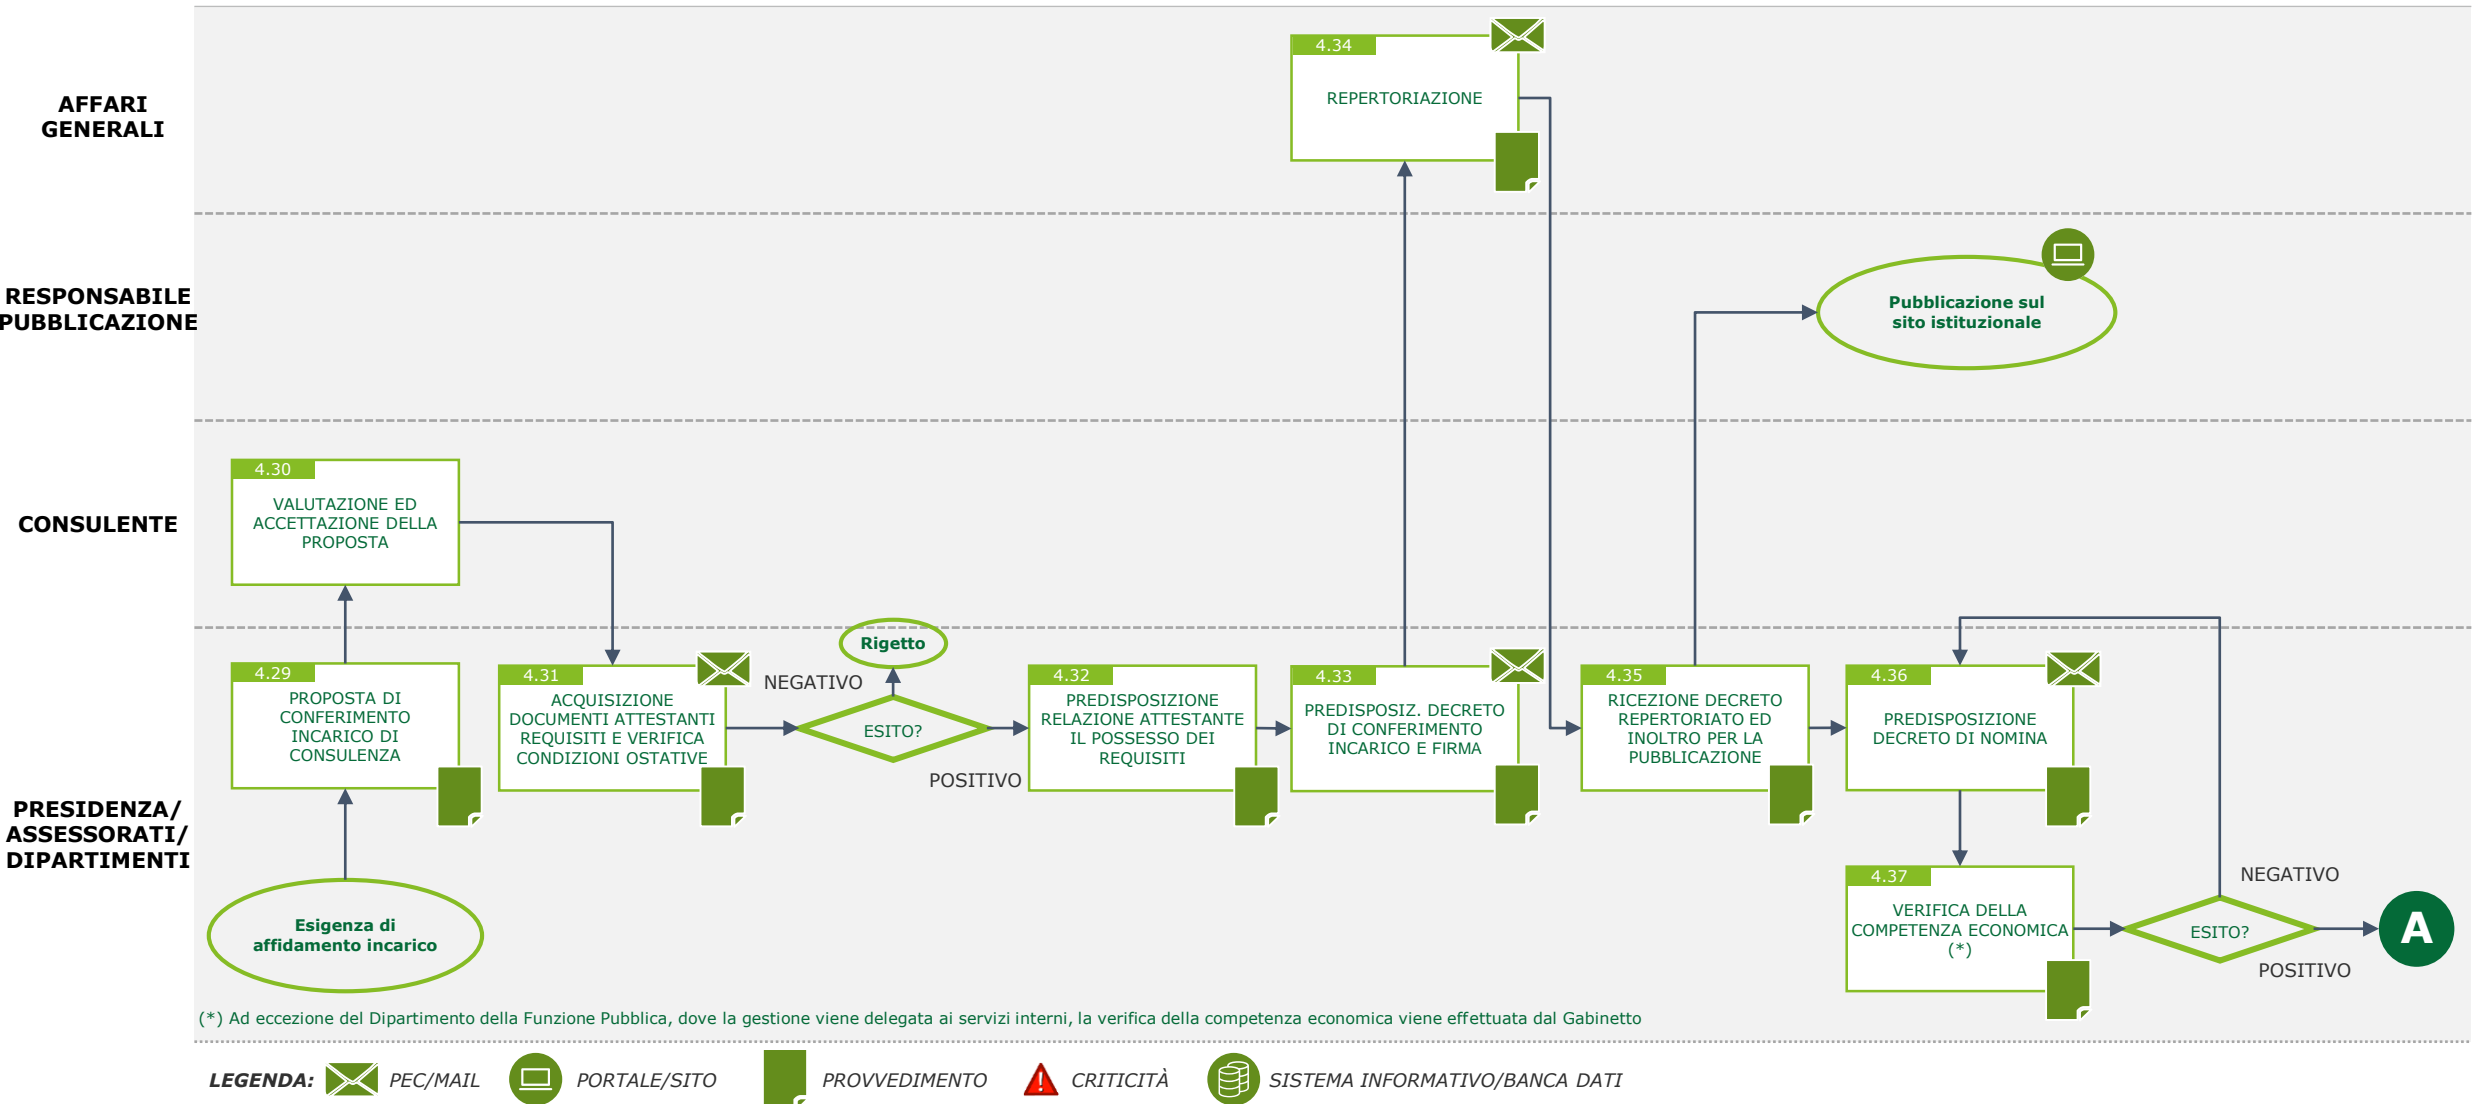 AFFARI
GENERALI
4.34
REPERTORIAZIONE
RESPONSABILE
PUBBLICAZIONE
Pubblicazione sul
sito istituzionale
CONSULENTE
4.30
VALUTAZIONE ED
ACCETTAZIONE DELLA
PROPOSTA
PRESIDENZA/
ASSESSORATI/
DIPARTIMENTI
4.29
PROPOSTA DI
CONFERIMENTO
INCARICO DI
CONSULENZA
Esigenza di
affidamento incarico
4.31
ACQUISIZIONE
DOCUMENTI ATTESTANTI
REQUISITI E VERIFICA
CONDIZIONI OSTATIVE
NEGATIVO
Rigetto
ESITO?
POSITIVO
4.32
PREDISPOSIZIONE
RELAZIONE ATTESTANTE
IL POSSESSO DEI
REQUISITI
4.33
PREDISPOSIZ. DECRETO
DI CONFERIMENTO
INCARICO E FIRMA
4.35
RICEZIONE DECRETO
REPERTORIATO ED
INOLTRO PER LA
PUBBLICAZIONE
4.36
PREDISPOSIZIONE
DECRETO DI NOMINA
4.37
VERIFICA DELLA
COMPETENZA ECONOMICA
(*)
NEGATIVO
ESITO?
POSITIVO
A
(*) Ad eccezione del Dipartimento della Funzione Pubblica, dove la gestione viene delegata ai servizi interni, la verifica della competenza economica viene effettuata dal Gabinetto
LEGENDA: PEC/MAIL PORTALE/SITO PROVVEDIMENTO CRITICITÀ SISTEMA INFORMATIVO/BANCA DATI